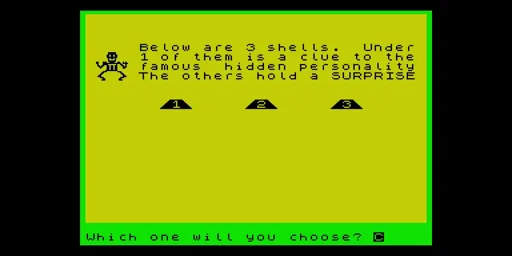 Below are 3 shells.  Under
1 of them is a clue to the
famous  hidden personality
The others hold a SURPRISE
1 2 3
Which one will you choose? C